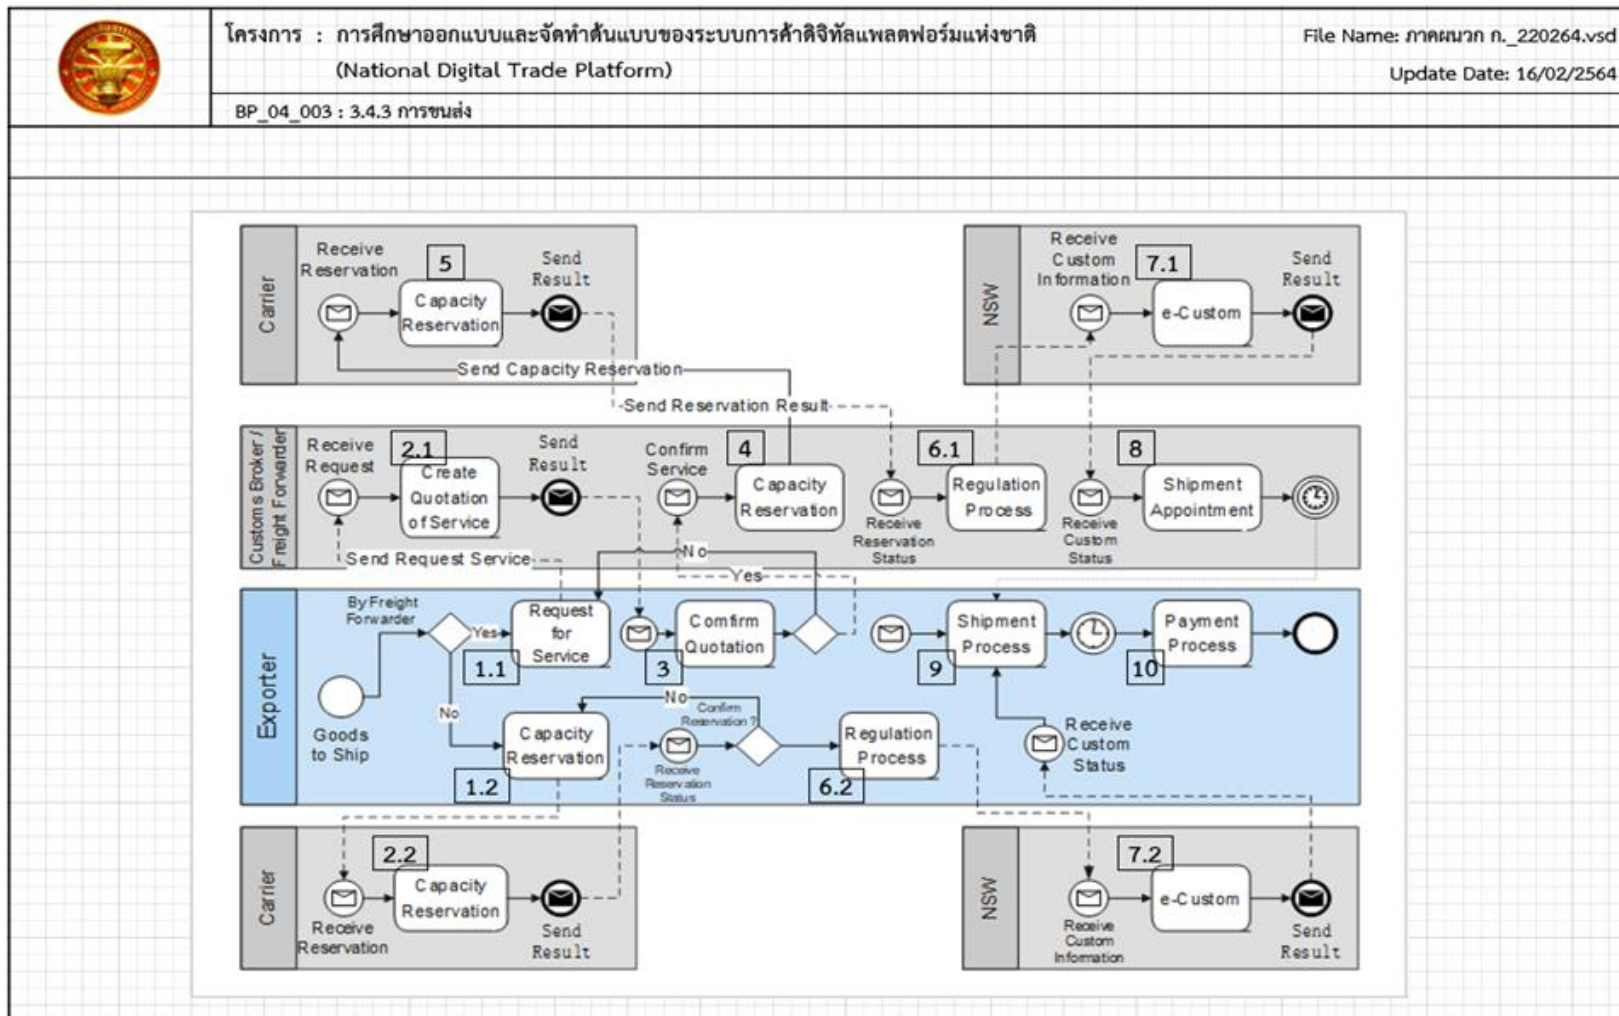 โครงการ : การศึกษาออกแบบและจัดทำต้นแบบของระบบการค้าดิจิทัลแพลตฟอร์มแห่งชาติ
(National Digital Trade Platform)
File Name: ภาคผนวก ก._220264.vsd
Update Date: 16/02/2564
BP_04_003 : 3.4.3 การขนส่ง
Carrier
Receive
Reservation
5
Capacity
Reservation
Send
Result
NSW
Receive
Custom
Information
7.1
e-Custom
Send
Result
Send Capacity Reservation
Send Reservation Result
Customs Broker /
Freight Forwarder
Receive
Request
2.1
Create
Quotation
of Service
Send
Result
Confirm
Service
4
Capacity
Reservation
6.1
Regulation
Process
Receive
Reservation
Status
8
Shipment
Appointment
Receive
Custom
Status
Send Request Service
No
Yes
Exporter
By Freight
Forwarder
Yes
Request
for
Service
1.1
3
Comfirm
Quotation
Shipment
Process
9
Payment
Process
10
Goods
to Ship
No
Capacity
Reservation
1.2
No
Confirm
Reservation ?
Receive
Reservation
Status
Regulation
Process
6.2
Receive
Custom
Status
Carrier
2.2
Capacity
Reservation
Receive
Reservation
Send
Result
NSW
7.2
e-Custom
Receive
Custom
Information
Send
Result